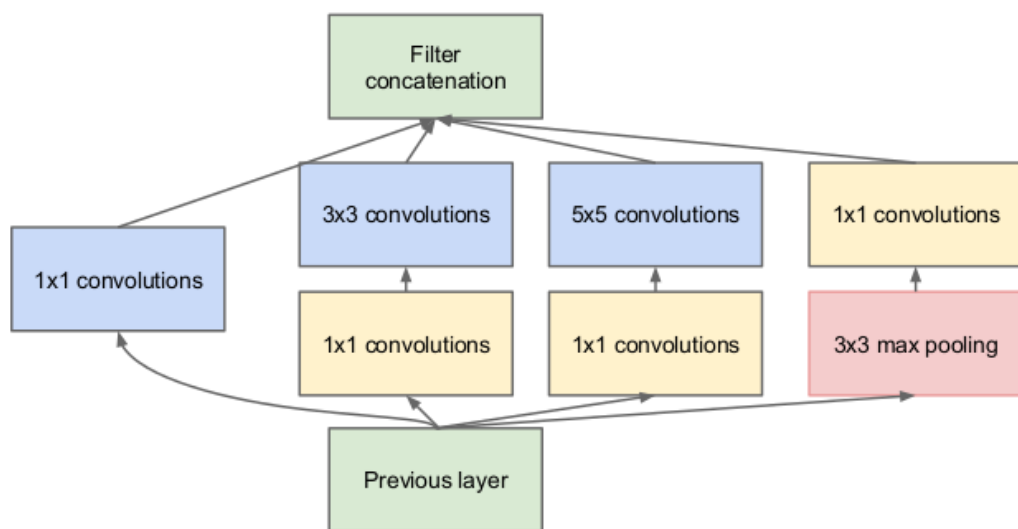 Filter
concatenation
3x3 convolutions
5x5 convolutions
1x1 convolutions
1x1 convolutions
1x1 convolutions
1x1 convolutions
3x3 max pooling
Previous layer